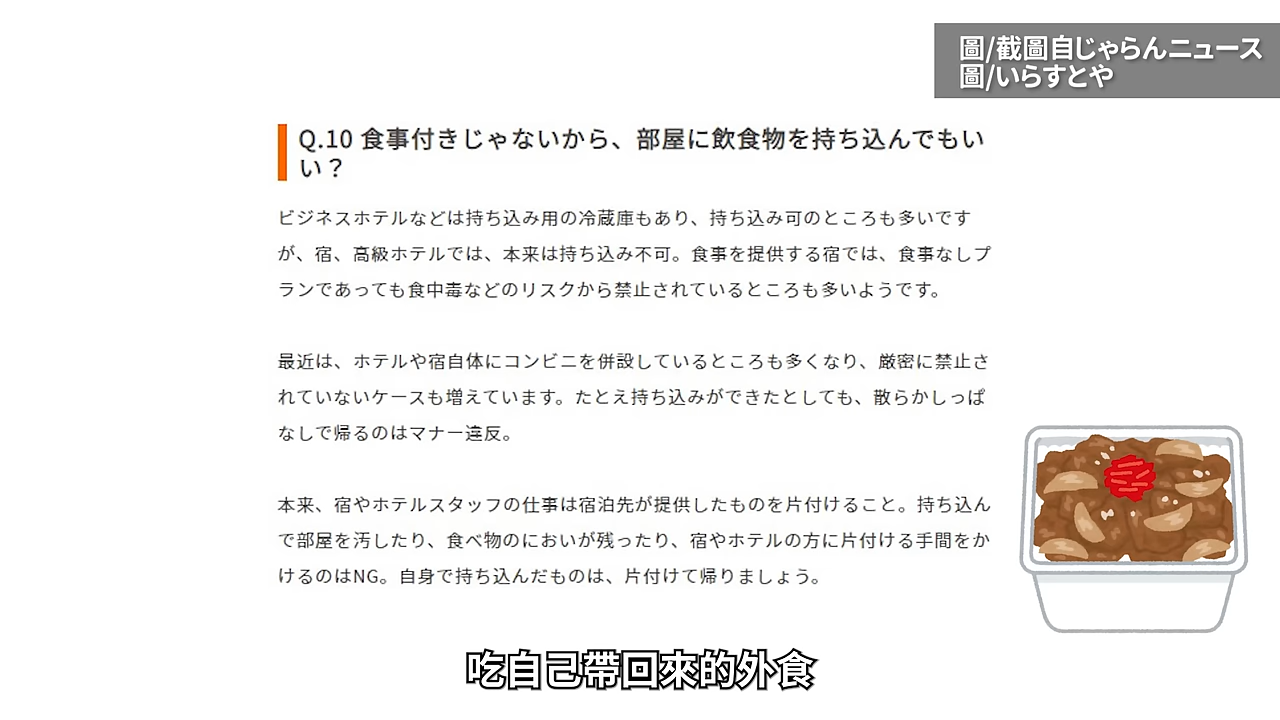 圖/截圖自じゃらんニュース
圖/いらすとや
Q.10 食事付きじゃないから、部屋に飲食物を持ち込んでもい
い？
ビジネスホテルなどは持ち込み用の冷蔵庫もあり、持ち込み可のところも多いです
が、宿、高級ホテルでは、本来は持ち込み不可。食事を提供する宿では、食事なしプ
ランであっても食中毒などのリスクから禁止されているところも多いようです。
最近は、ホテルや宿自体にコンビニを併設しているところも多くなり、厳密に禁止さ
れていないケースも増えています。たとえ持ち込みができたとしても、散らかしっぱ
なしで帰るのはマナー違反。
本来、宿やホテルスタッフの仕事は宿泊先が提供したものを片付けること。持ち込ん
で部屋を汚したり、食べ物のにおいが残ったり、宿やホテルの方に片付ける手間をか
けるのはNG。自身で持ち込んだものは、片付けて帰りましょう。
吃自己帶回來的外食